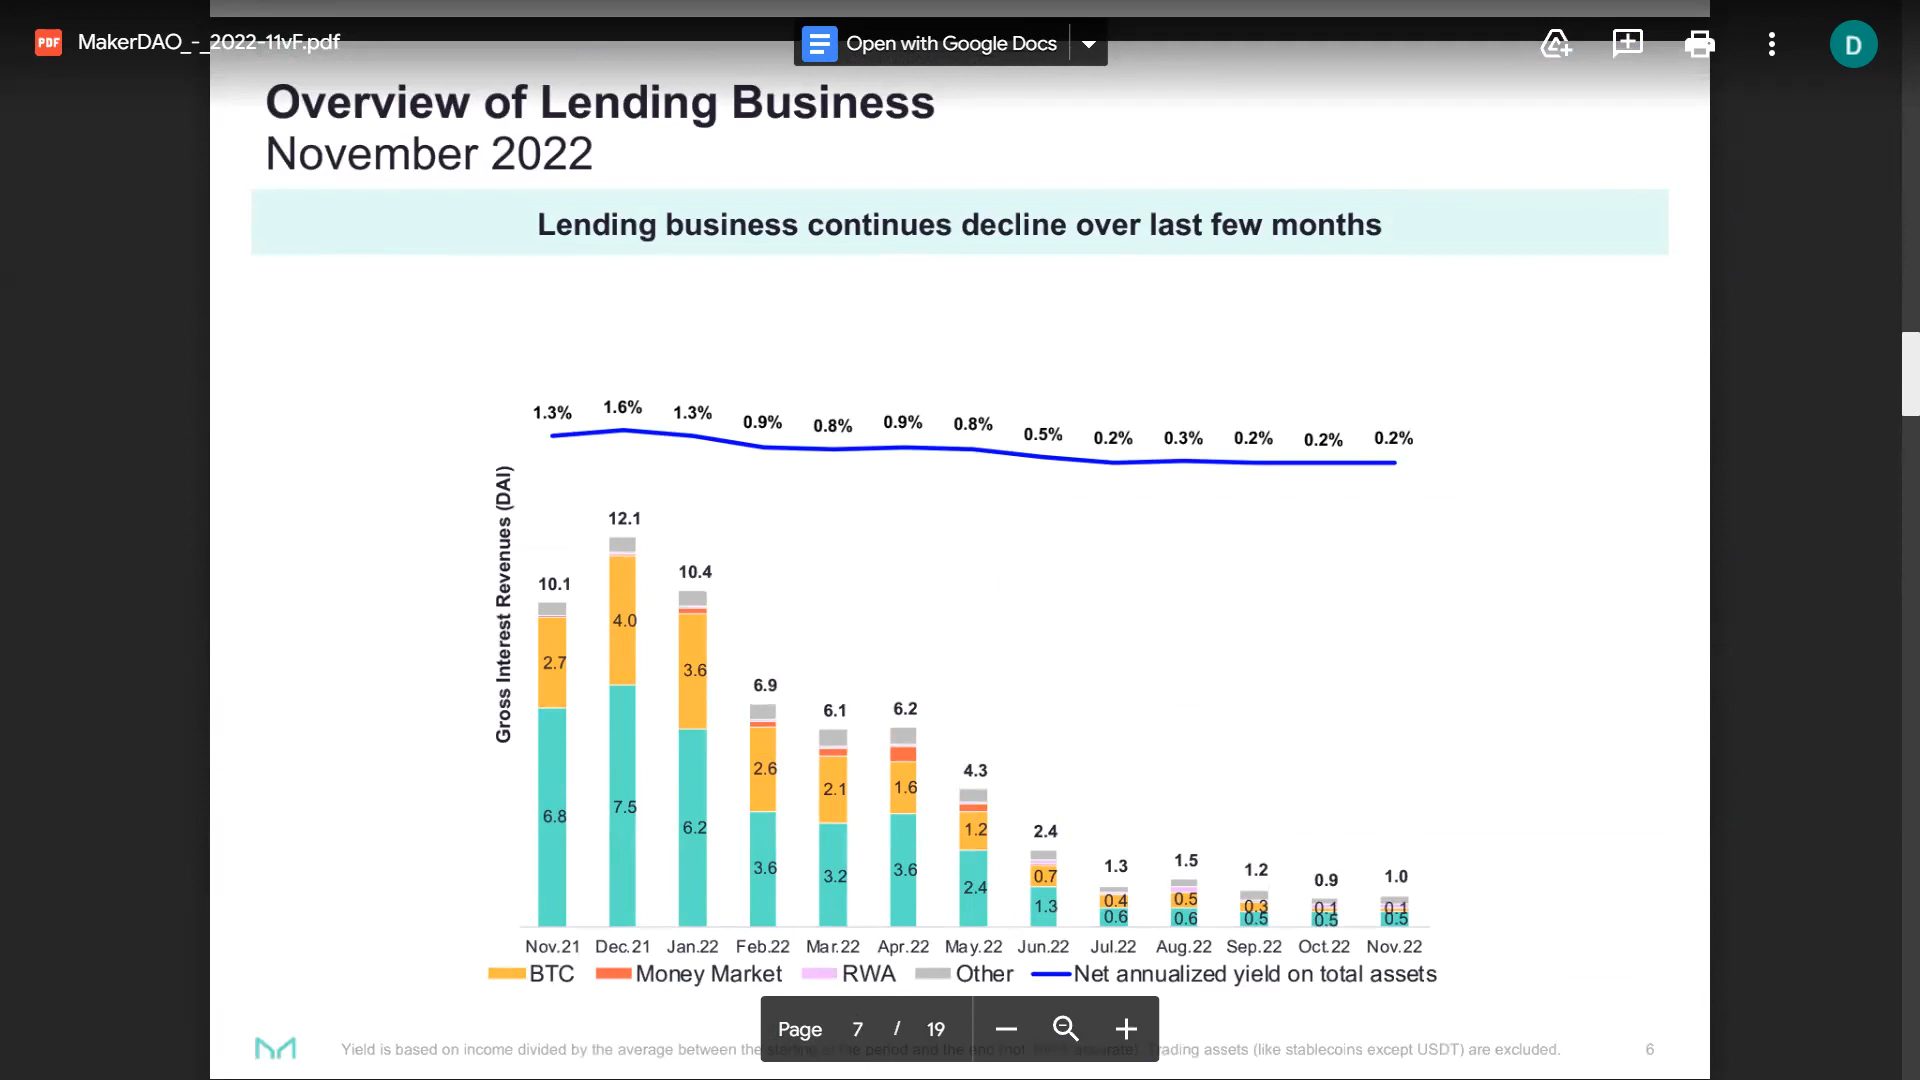 PDF
MakerDAO_-_2022-11vF.pdf
Open with Google Docs
D
Overview of Lending Business
November 2022
Lending business continues decline over last few months
1.3% 1.6% 1.3% 0.9% 0.8% 0.9% 0.8% 0.5% 0.2% 0.3% 0.2% 0.2% 0.2%
Gross Interest Revenues (DAI)
10.1 12.1 10.4 6.9 6.1 6.2 4.3 2.4 1.3 1.5 1.2 0.9 1.0
2.7 4.0 3.6 2.6 2.1 1.6 1.2 0.7 0.4 0.5 0.3 0.1 0.1
6.8 7.5 6.2 3.6 3.2 3.6 2.4 1.3 0.6 0.6 0.5 0.5 0.5
Nov.21 Dec.21 Jan.22 Feb.22 Mar.22 Apr.22 May.22 Jun.22 Jul.22 Aug.22 Sep.22 Oct.22 Nov.22
BTC Money Market RWA Other Net annualized yield on total assets
Page 7 / 19
Yield is based on income divided by the average between the starting of the period and the end (not assets (like stablecoins except USDT) are excluded.
6